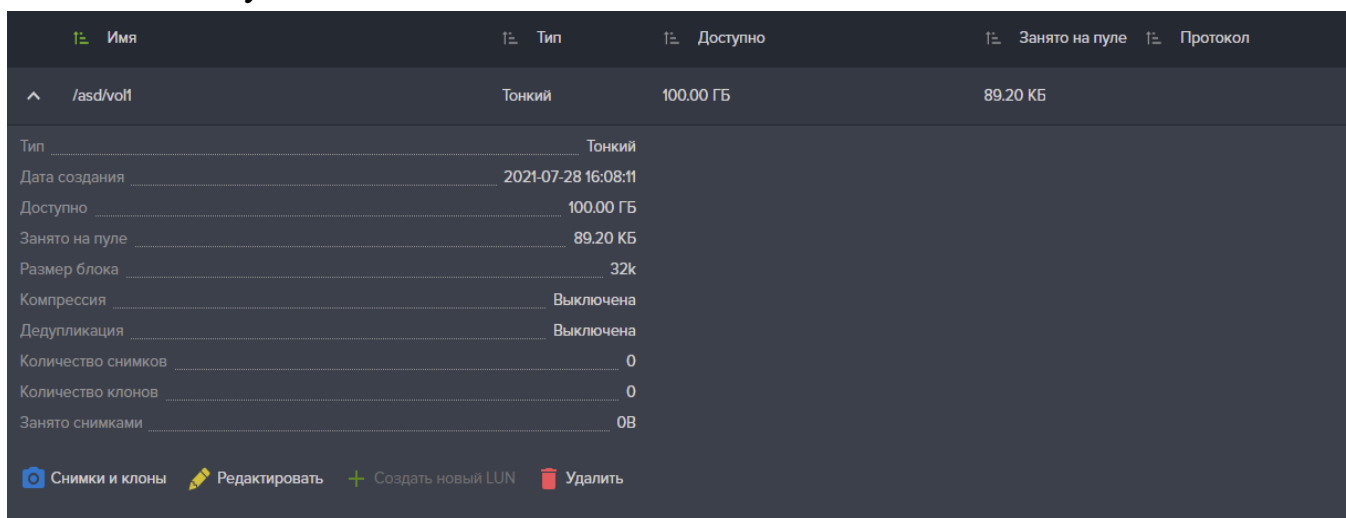 Имя Тип Доступно Занято на пуле Протокол
/asd/vol1 Тонкий 100.00 ГБ 89.20 КБ
Тип Тонкий
Дата создания 2021-07-28 16:08:11
Доступно 100.00 ГБ
Занято на пуле 89.20 КБ
Размер блока 32k
Компрессия Выключена
Дедупликация Выключена
Количество снимков 0
Количество клонов 0
Занято снимками 0B
Снимки и клоны Редактировать Создать новый LUN Удалить